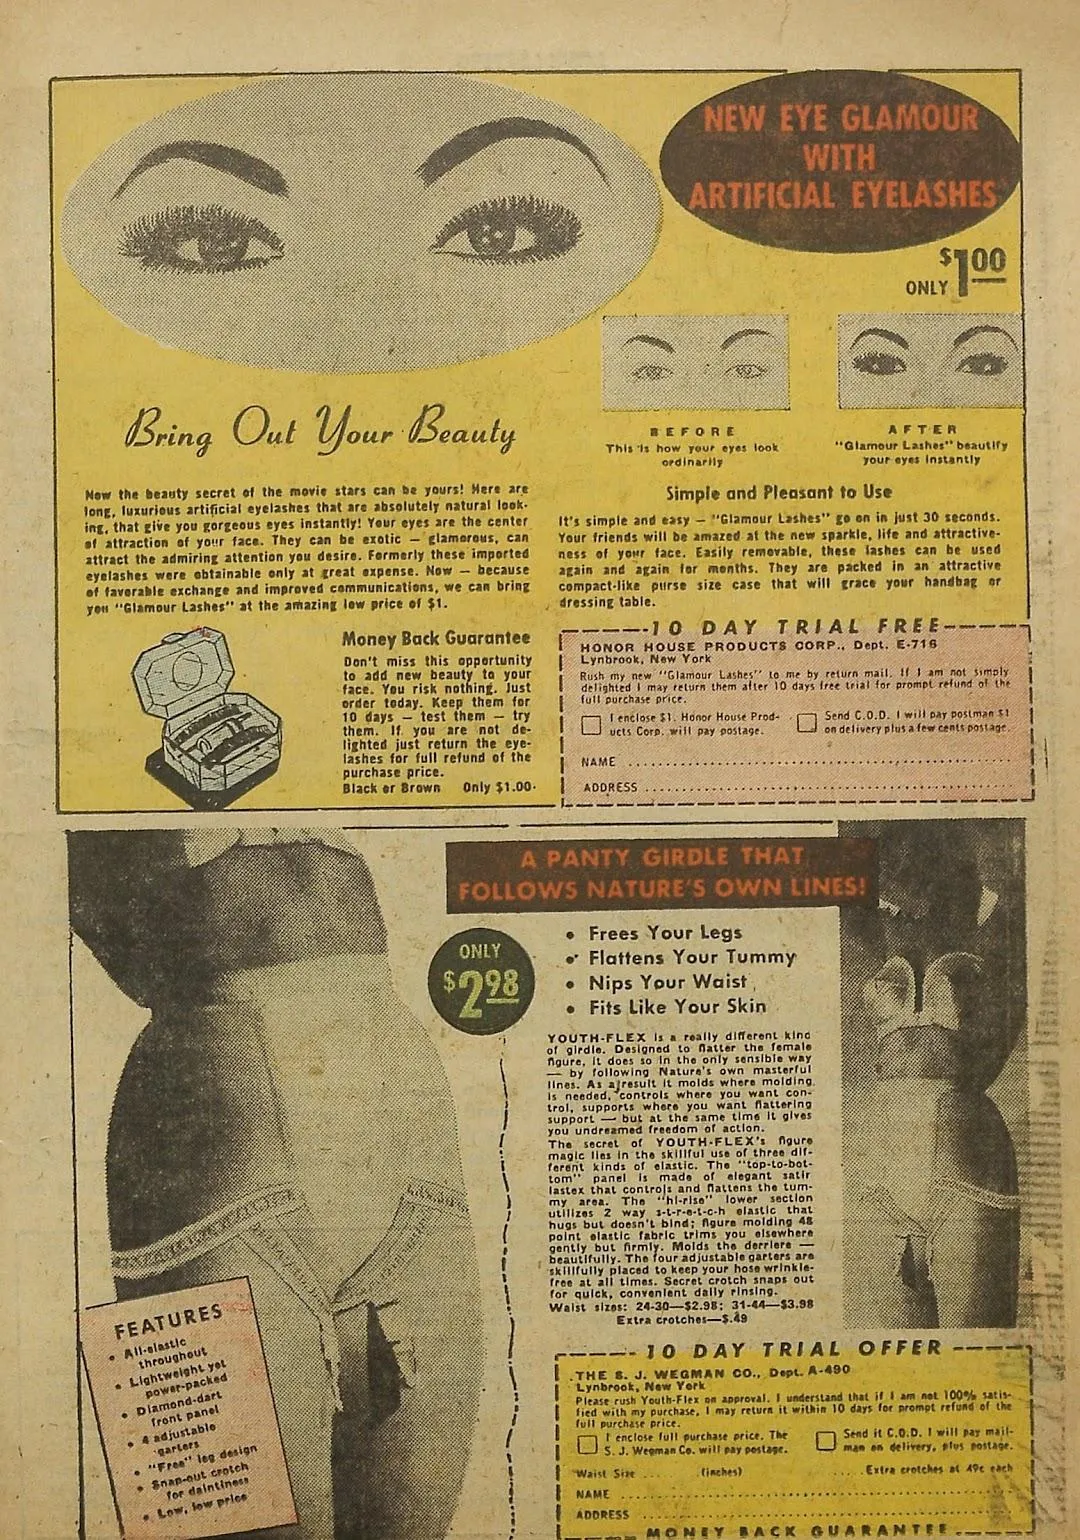 NEW EYE GLAMOUR
WITH
ARTIFICIAL EYELASHES
ONLY $1.00
Bring Out Your Beauty
BEFORE
This is how your eyes look
ordinarily
AFTER
"Glamour Lashes" beautify
your eyes instantly
Now the beauty secret of the movie stars can be yours! Here are
long, luxurious artificial eyelashes that are absolutely natural look-
ing, that give you gorgeous eyes instantly! Your eyes are the center
of attraction of your face. They can be exotic — glamorous, can
attract the admiring attention you desire. Formerly these imported
eyelashes were obtainable only at great expense. Now — because
of favorable exchange and improved communications, we can bring
you "Glamour Lashes" at the amazing low price of $1.
Simple and Pleasant to Use
It's simple and easy — "Glamour Lashes" go on in just 30 seconds.
Your friends will be amazed at the new sparkle, life and attractive-
ness of your face. Easily removable, these lashes can be used
again and again for months. They are packed in an attractive
compact-like purse size case that will grace your handbag or
dressing table.
Money Back Guarantee
Don't miss this opportunity
to add new beauty to your
face. You risk nothing. Just
order today. Keep them for
10 days — test them — try
them. If you are not de-
lighted just return the eye-
lashes for full refund of the
purchase price.
Black or Brown Only $1.00
10 DAY TRIAL FREE
HONOR HOUSE PRODUCTS CORP., Dept. E-716
Lynbrook, New York
Rush my new "Glamour Lashes" to me by return mail. If I am not simply
delighted I may return them after 10 days free trial for prompt refund of the
full purchase price.
I enclose $1. Honor House Prod-
ucts Corp. will pay postage.
Send C.O.D. I will pay postman $1
on delivery plus a few cents postage.
NAME
ADDRESS
A PANTY GIRDLE THAT
FOLLOWS NATURE'S OWN LINES!
ONLY
$2.98
• Frees Your Legs
• Flattens Your Tummy
• Nips Your Waist
• Fits Like Your Skin
YOUTH-FLEX is a really different kind
of girdle. Designed to flatter the female
figure, it does so in the only sensible way
— by following Nature's own masterful
lines. As a result it molds where molding
is needed, controls where you want con-
trol, supports where you want flattering
support — but at the same time it gives
you undreamed freedom of action.
The secret of YOUTH-FLEX's figure
magic lies in the skillful use of three dif-
ferent kinds of elastic. The "top-to-bot-
tom" panel is made of elegant satin
lastex that controls and flattens the tum-
my area. The "hi-rise" lower section
utilizes 2 way s-t-r-e-t-c-h elastic that
hugs but doesn't bind; figure molding 48
point elastic fabric trims you elsewhere
gently but firmly. Molds the derriere —
beautifully. The four adjustable garters are
skillfully placed to keep your hose wrinkle-
free at all times. Secret crotch snaps out
for quick, convenient daily rinsing.
Waist sizes: 24-30—$2.98; 31-44—$3.98
Extra crotches—$.49
FEATURES
• All-elastic
throughout
• Lightweight yet
power-packed
• Diamond-dart
front panel
• 4 adjustable
garters
• "Free" leg design
• Snap-out crotch
for daintiness
• Low, low price
10 DAY TRIAL OFFER
THE S. J. WEGMAN CO., Dept. A-490
Lynbrook, New York
Please rush Youth-Flex on approval. I understand that if I am not 100% satis-
fied with my purchase, I may return it within 10 days for prompt refund of the
full purchase price.
I enclose full purchase price. The
S. J. Wegman Co. will pay postage.
Send it C.O.D. I will pay mail-
man on delivery, plus postage.
Waist Size ........ (inches) ..... Extra crotches at 49¢ each
NAME
ADDRESS
MONEY BACK GUARANTEE